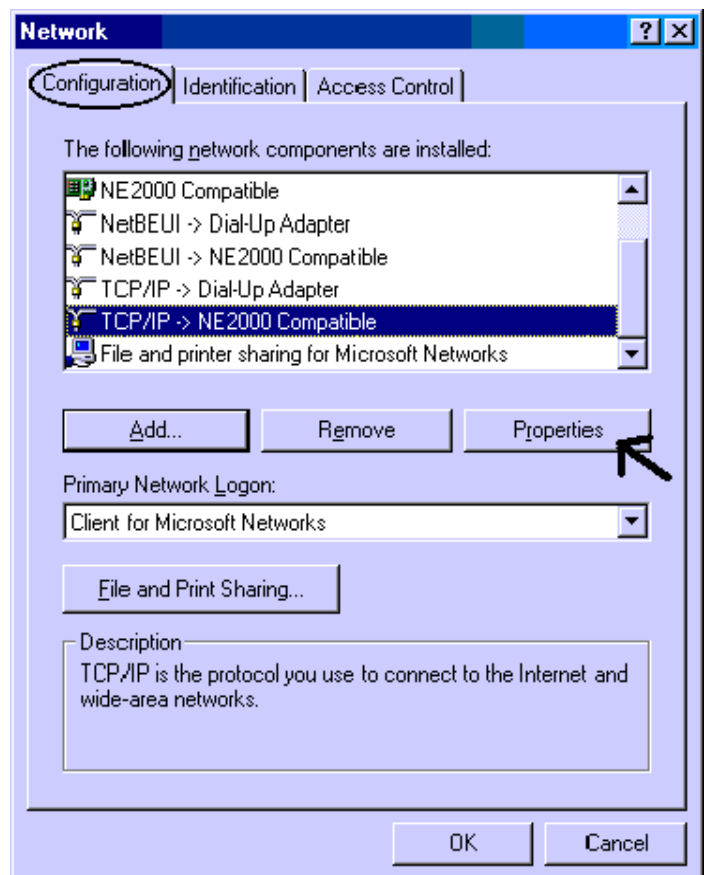 Network
Configuration Identification Access Control
The following network components are installed:
NE2000 Compatible
NetBEUI -> Dial-Up Adapter
NetBEUI -> NE2000 Compatible
TCP/IP -> Dial-Up Adapter
TCP/IP -> NE2000 Compatible
File and printer sharing for Microsoft Networks
Add... Remove Properties
Primary Network Logon:
Client for Microsoft Networks
File and Print Sharing...
Description
TCP/IP is the protocol you use to connect to the Internet and
wide-area networks.
OK Cancel